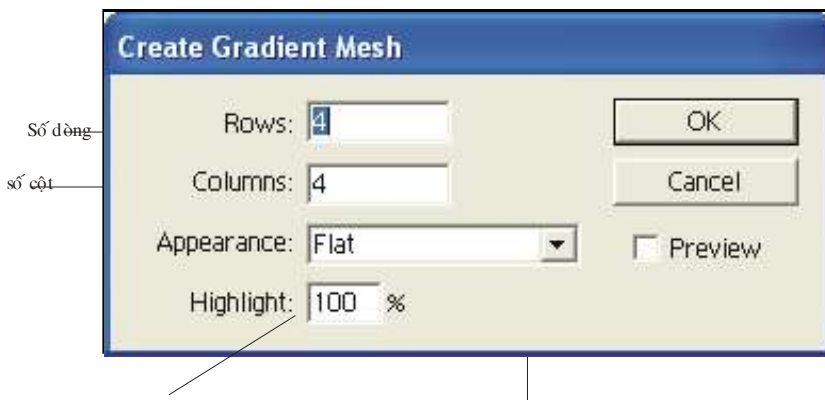 Create Gradient Mesh
Số dòng Rows: 4 OK
số cột Columns: 4 Cancel
Appearance: Flat Preview
Highlight: 100 %